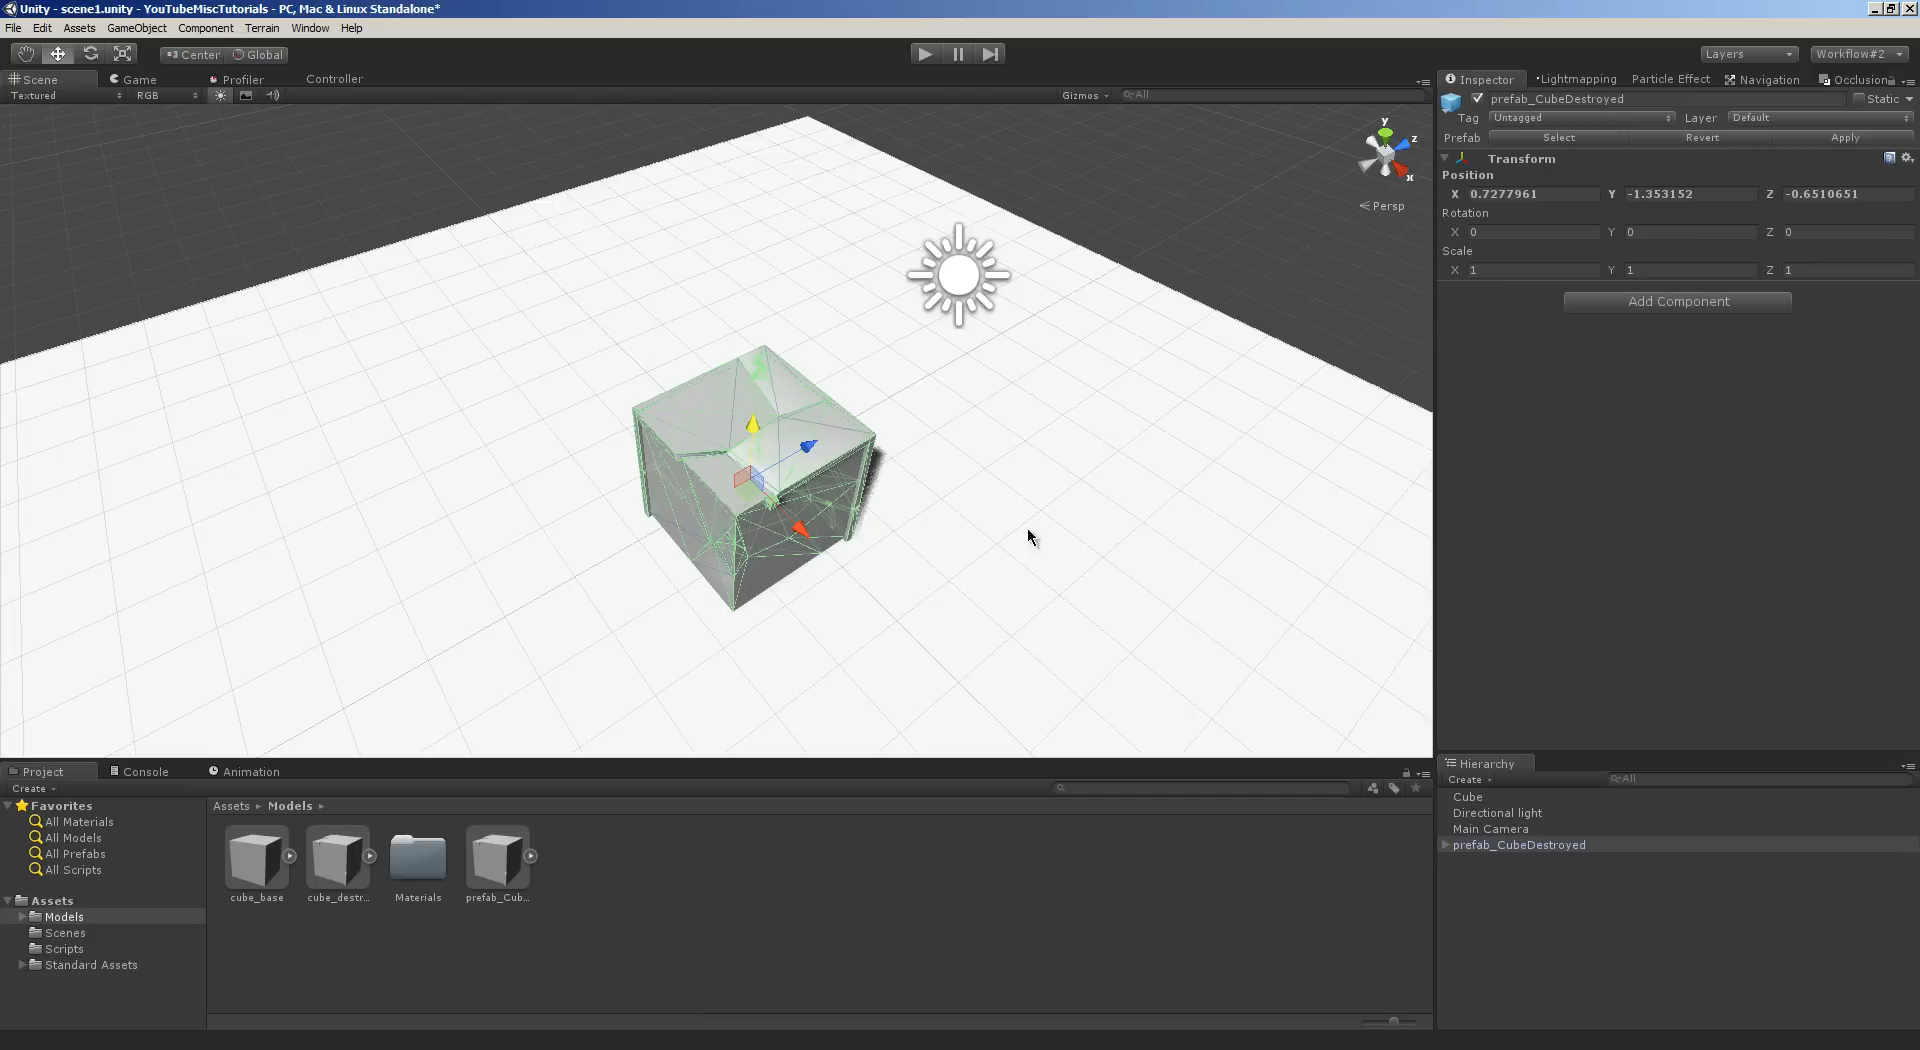 Unity - scene1.unity - YouTubeMiscTutorials - PC, Mac & Linux Standalone*
File Edit Assets GameObject Component Terrain Window Help
Center Global
Layers Workflow#2
Scene Game Profiler Controller
Textured RGB Gizmos All
Inspector Lightmapping Particle Effect Navigation Occlusion
prefab_CubeDestroyed Static
Tag Untagged Layer Default
Prefab Select Revert Apply
Transform
Position
X 0.7277961 Y -1.353152 Z -0.6510651
Rotation
X 0 Y 0 Z 0
Scale
X 1 Y 1 Z 1
Add Component
y
z
x
Persp
Project Console Animation
Create
Favorites
All Materials
All Models
All Prefabs
All Scripts
Assets
Models
Scenes
Scripts
Standard Assets
Assets Models
cube_base cube_destr... Materials prefab_Cub...
Hierarchy
Create All
Cube
Directional light
Main Camera
prefab_CubeDestroyed